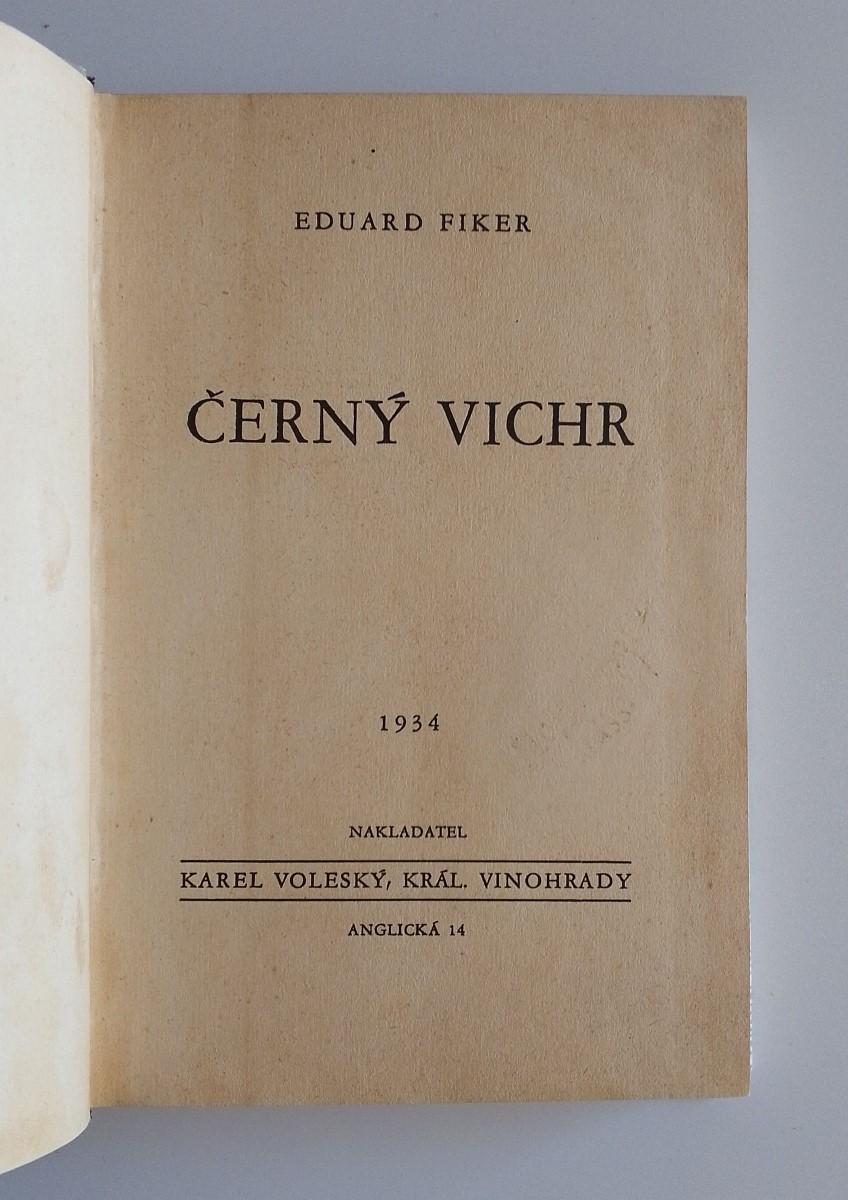 EDUARD FIKER
ČERNÝ VICHR
1934
NAKLADATEL
KAREL VOLESKÝ, KRÁL. VINOHRADY
ANGLICKÁ 14